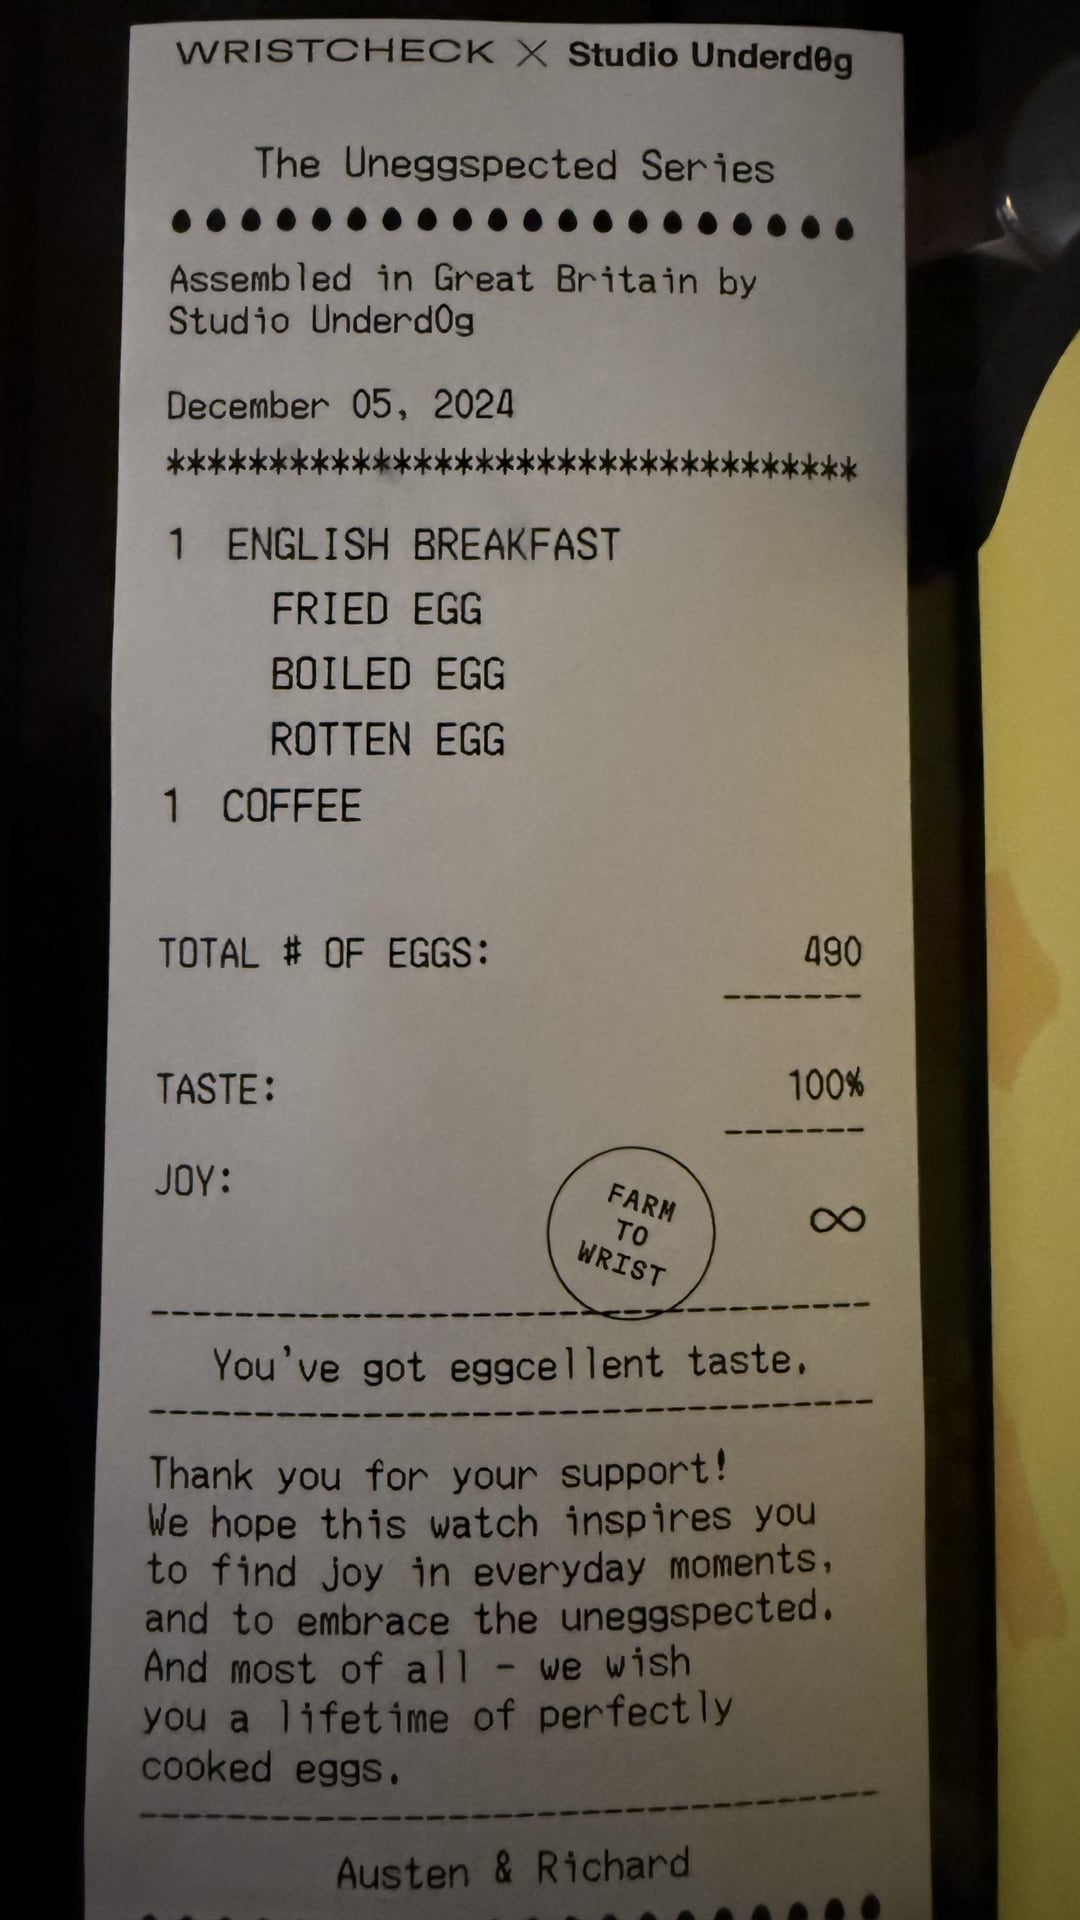 WRISTCHECK X Studio Underd0g
The Uneggspected Series
Assembled in Great Britain by
Studio Underd0g
December 05, 2024
**********************************
1 ENGLISH BREAKFAST
FRIED EGG
BOILED EGG
ROTTEN EGG
1 COFFEE
TOTAL # OF EGGS: 490
-------
TASTE: 100%
-------
JOY: ∞
FARM
TO
WRIST
You've got eggcellent taste.
Thank you for your support!
We hope this watch inspires you
to find joy in everyday moments,
and to embrace the uneggspected.
And most of all - we wish
you a lifetime of perfectly
cooked eggs.
Austen & Richard